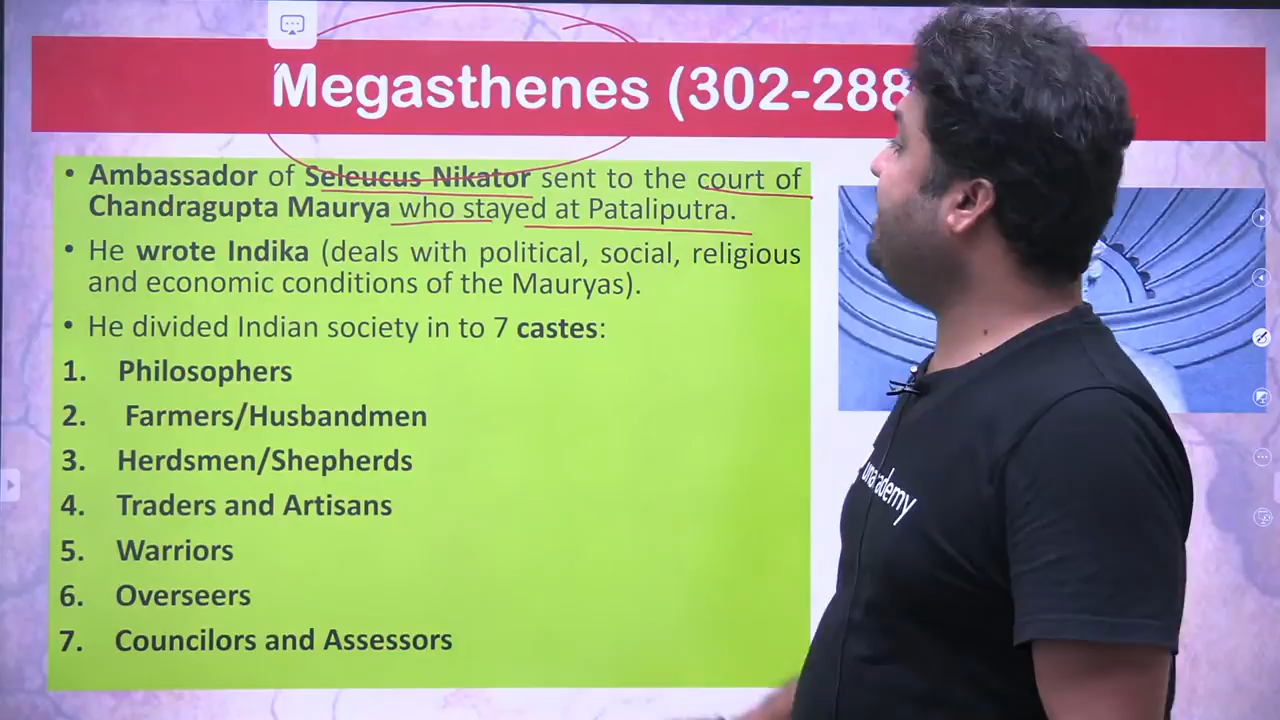 Megasthenes (302-288
• Ambassador of Seleucus Nikator sent to the court of
Chandragupta Maurya who stayed at Pataliputra.
• He wrote Indika (deals with political, social, religious
and economic conditions of the Mauryas).
• He divided Indian society in to 7 castes:
1. Philosophers
2. Farmers/Husbandmen
3. Herdsmen/Shepherds
4. Traders and Artisans
5. Warriors
6. Overseers
7. Councilors and Assessors
unacademy